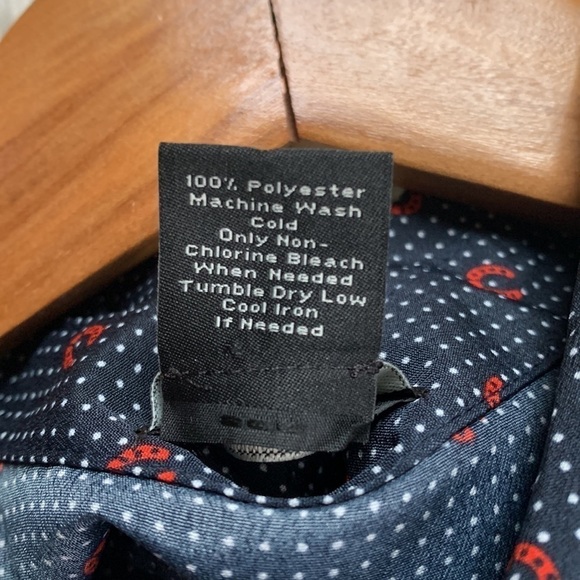 100% Polyester
Machine Wash
Cold
Only Non-
Chlorine Bleach
When Needed
Tumble Dry Low
Cool Iron
If Needed